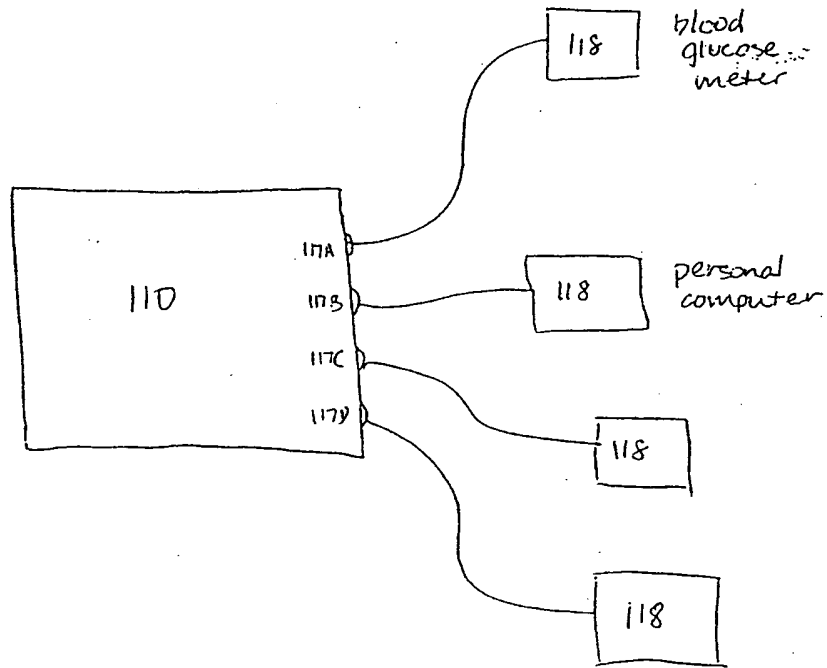 118
blood
glucose
meter
117A
110
117B
118
personal
computer
117C
117D
118
118